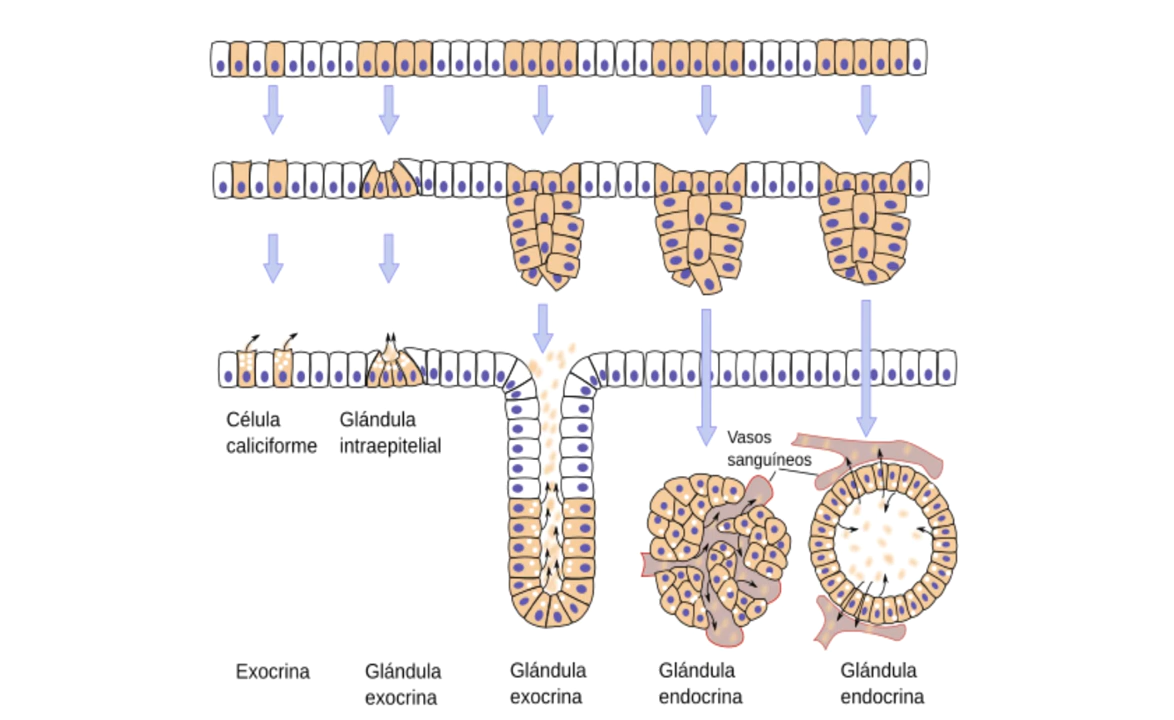 Célula
caliciforme
Glándula
intraepitelial
Vasos
sanguíneos
Exocrina
Glándula
exocrina
Glándula
exocrina
Glándula
endocrina
Glándula
endocrina